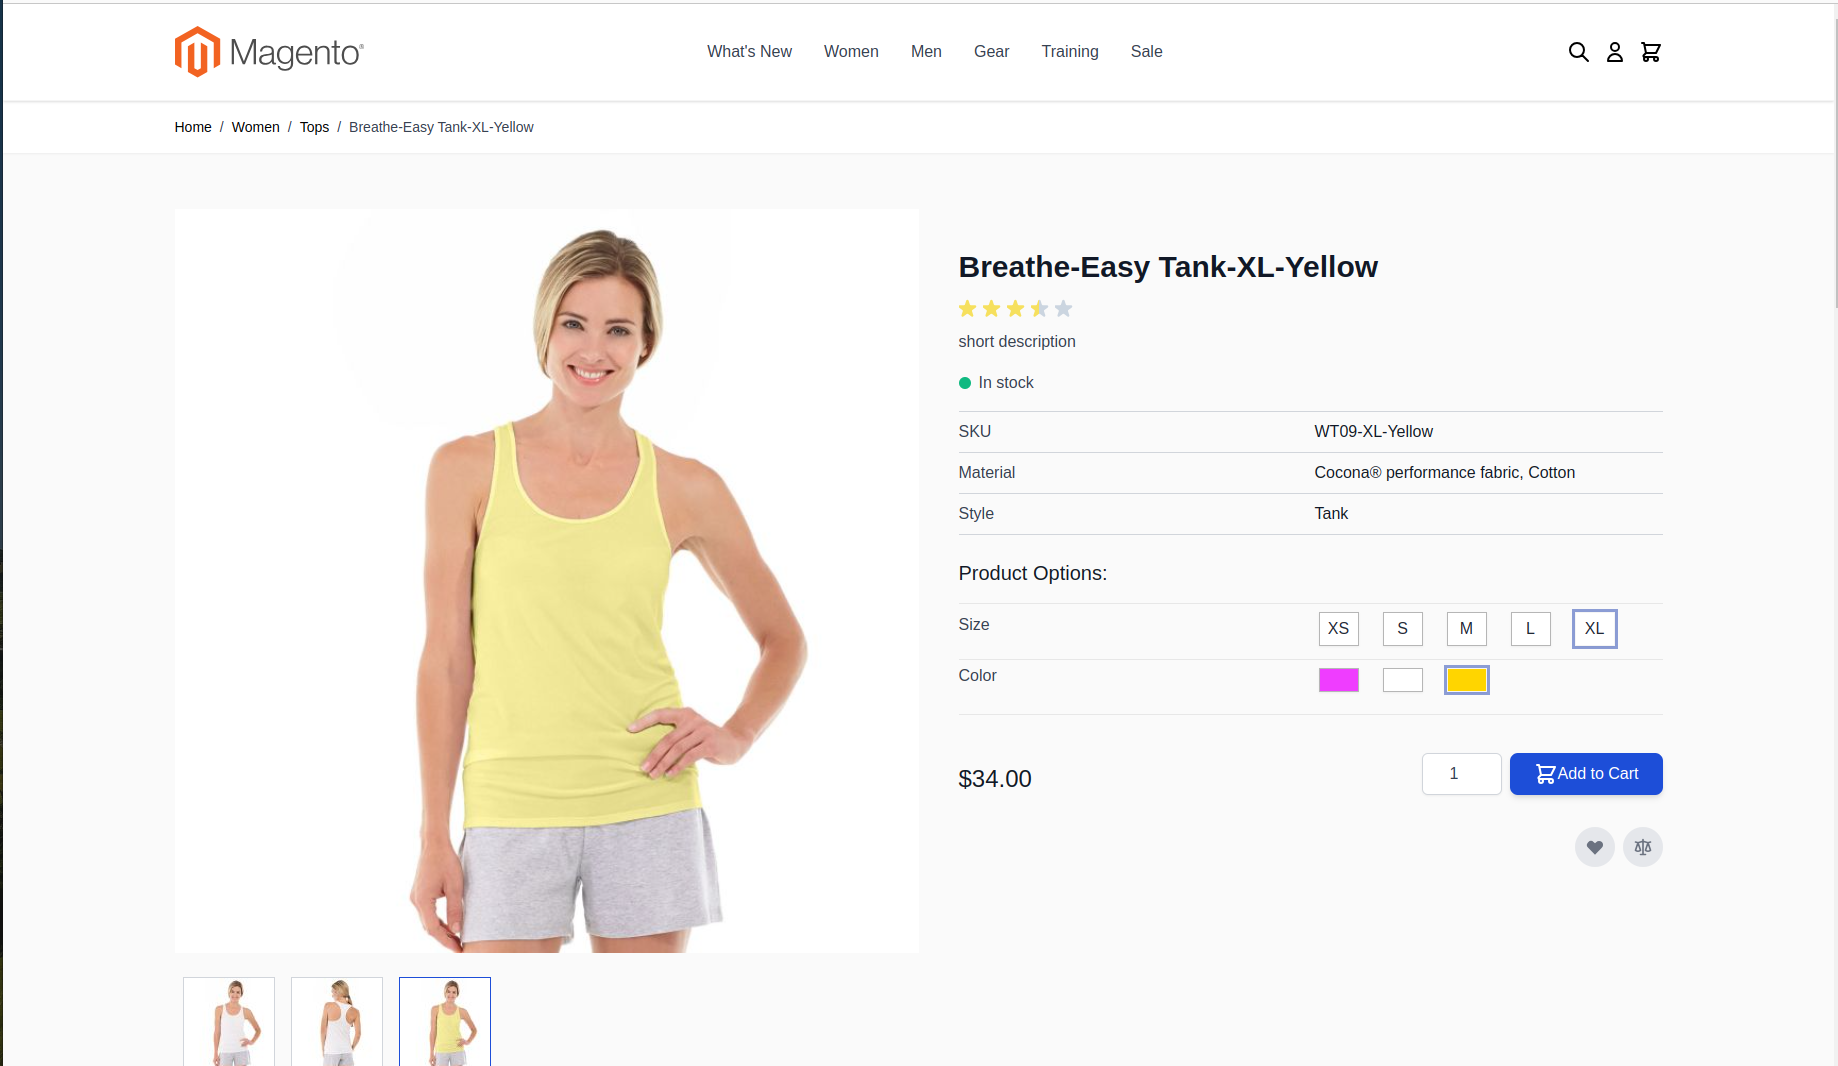 Magento®
What's New Women Men Gear Training Sale
Home / Women / Tops / Breathe-Easy Tank-XL-Yellow
Breathe-Easy Tank-XL-Yellow
short description
In stock
SKU WT09-XL-Yellow
Material Cocona® performance fabric, Cotton
Style Tank
Product Options:
Size XS S M L XL
Color
$34.00 1 Add to Cart